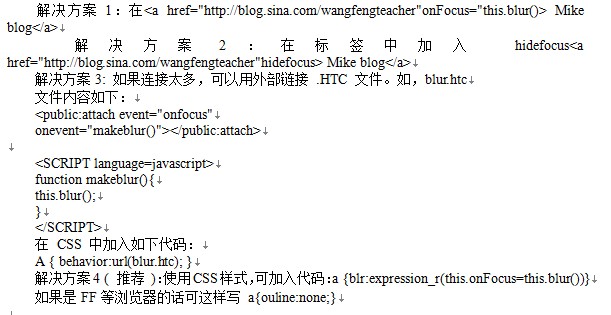 解决方案 1：在<a href="http://blog.sina.com/wangfengteacher"onFocus="this.blur()> Mike
blog</a>↓
解 决 方 案 2 ： 在 标 签 中 加 入 hidefocus<a
href="http://blog.sina.com/wangfengteacher"hidefocus> Mike blog</a>↓
解决方案 3: 如果连接太多，可以用外部链接 .HTC 文件。如，blur.htc↓
文件内容如下：↓
<public:attach event="onfocus"↓
onevent="makeblur()"></public:attach>↓
↓
<SCRIPT language=javascript>↓
function makeblur(){↓
this.blur();↓
}↓
</SCRIPT>↓
在 CSS 中加入如下代码：↓
A { behavior:url(blur.htc); }↓
解决方案 4 ( 推荐 ):使用 CSS 样式,可加入代码:a {blr:expression_r(this.onFocus=this.blur())}↓
如果是 FF 等浏览器的话可这样写 a{ouline:none;}↓